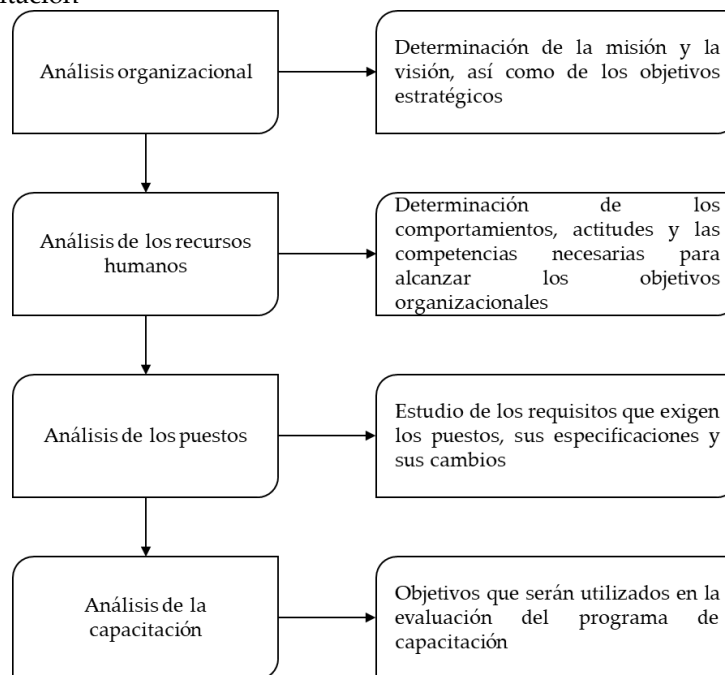 Análisis organizacional
Determinación de la misión y la
visión, así como de los objetivos
estratégicos
Análisis de los recursos
humanos
Determinación de los
comportamientos, actitudes y las
competencias necesarias para
alcanzar los objetivos
organizacionales
Análisis de los puestos
Estudio de los requisitos que exigen
los puestos, sus especificaciones y
sus cambios
Análisis de la
capacitación
Objetivos que serán utilizados en la
evaluación del programa de
capacitación